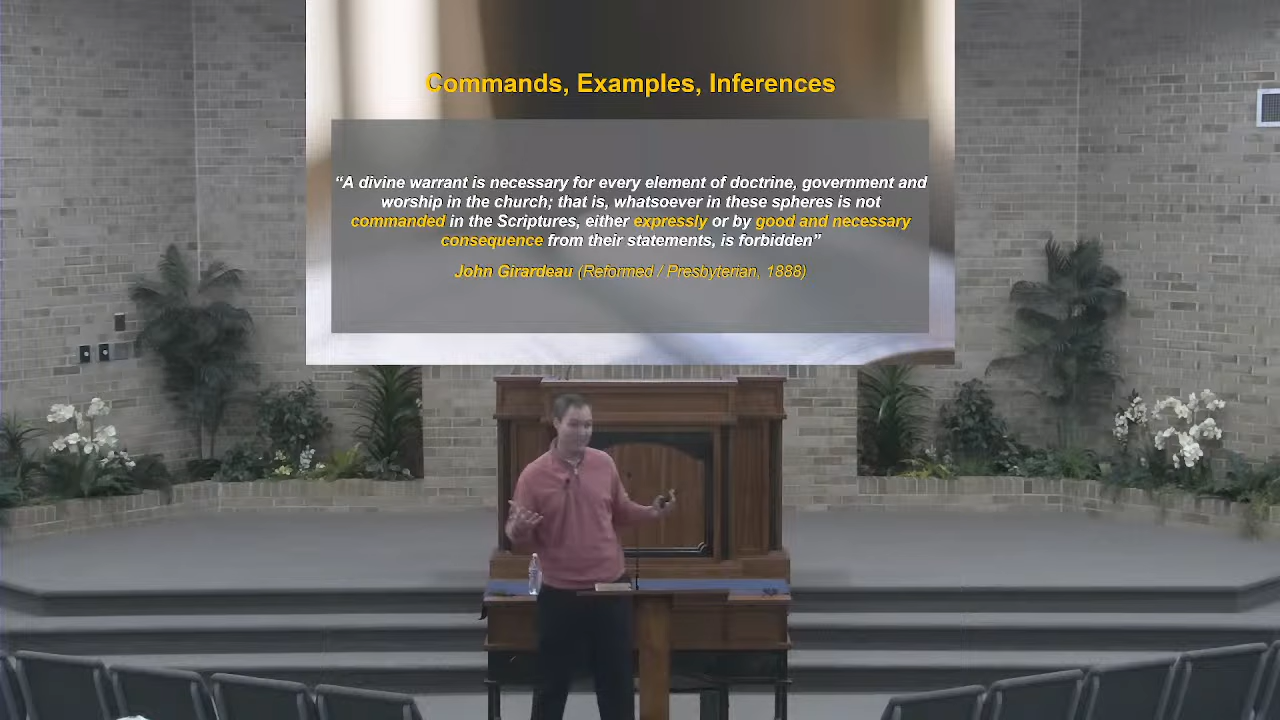 Commands, Examples, Inferences
“A divine warrant is necessary for every element of doctrine, government and
worship in the church; that is, whatsoever in these spheres is not
commanded in the Scriptures, either expressly or by good and necessary
consequence from their statements, is forbidden”
John Girardeau (Reformed / Presbyterian, 1888)